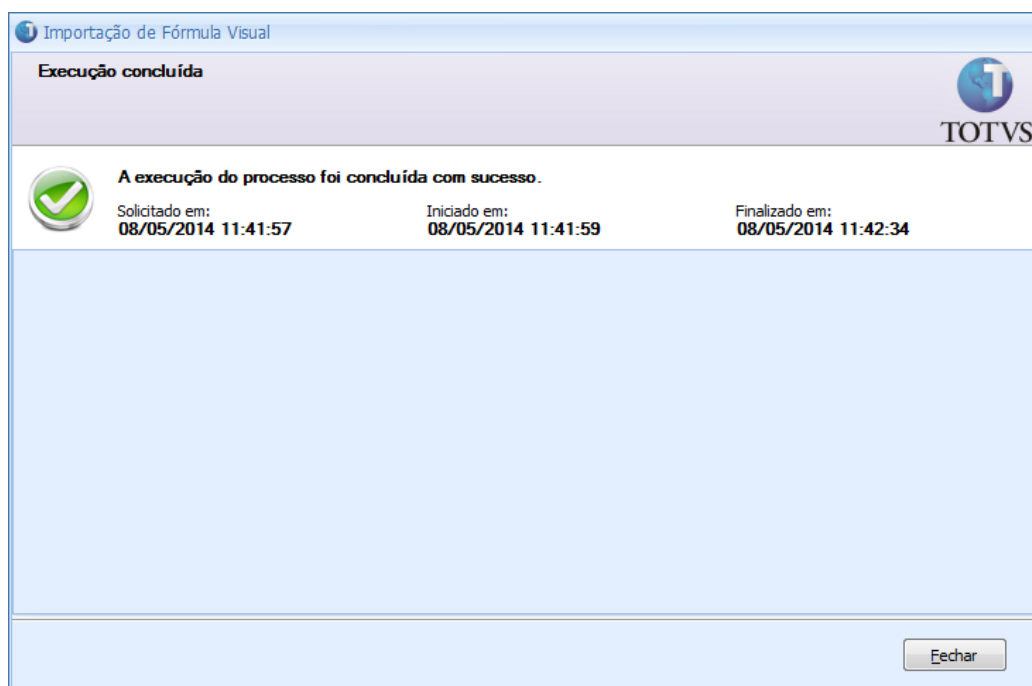 Importação de Fórmula Visual
Execução concluída
TOTVS
A execução do processo foi concluída com sucesso.
Solicitado em: Iniciado em: Finalizado em:
08/05/2014 11:41:57 08/05/2014 11:41:59 08/05/2014 11:42:34
Fechar